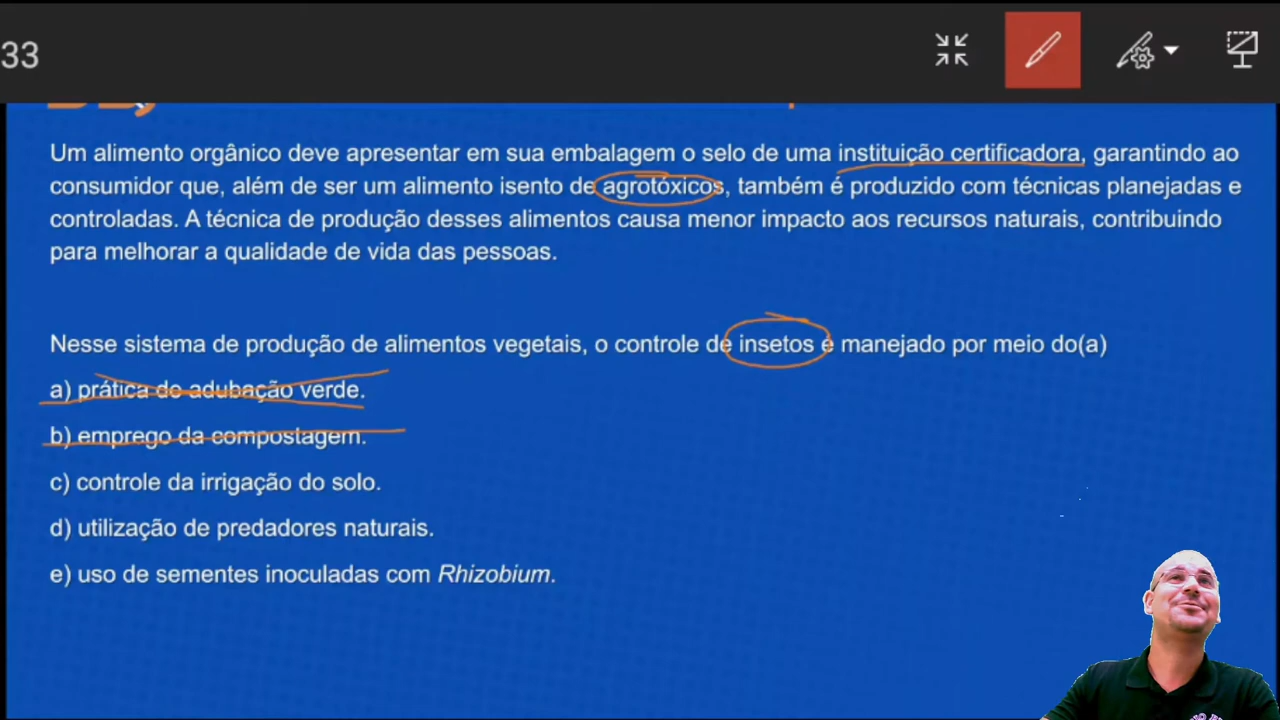 33
Um alimento orgânico deve apresentar em sua embalagem o selo de uma instituição certificadora, garantindo ao
consumidor que, além de ser um alimento isento de agrotóxicos, também é produzido com técnicas planejadas e
controladas. A técnica de produção desses alimentos causa menor impacto aos recursos naturais, contribuindo
para melhorar a qualidade de vida das pessoas.
Nesse sistema de produção de alimentos vegetais, o controle de insetos é manejado por meio do(a)
a) prática de adubação verde.
b) emprego da compostagem.
c) controle da irrigação do solo.
d) utilização de predadores naturais.
e) uso de sementes inoculadas com Rhizobium.